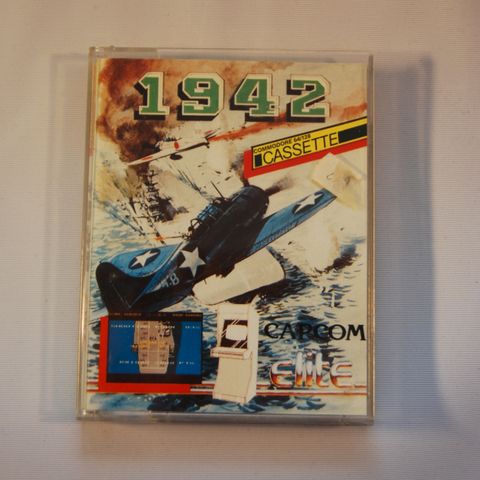 1942
COMMODORE 64/128
CASSETTE
CAPCOM
elite